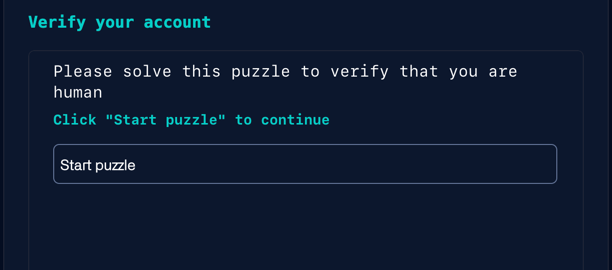 Verify your account
Please solve this puzzle to verify that you are
human
Click "Start puzzle" to continue
Start puzzle